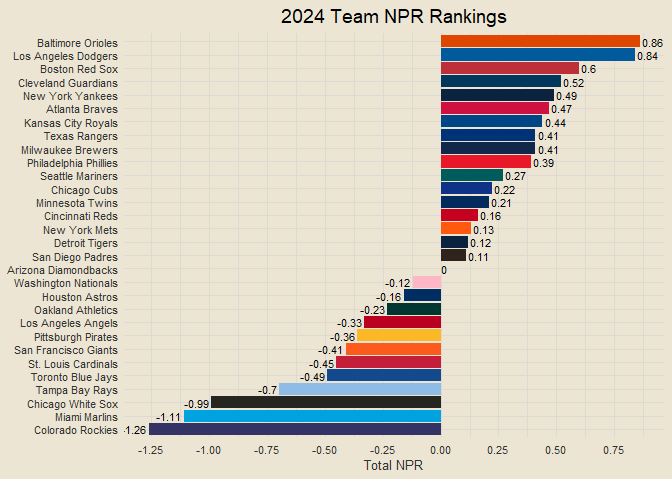 2024 Team NPR Rankings
Baltimore Orioles 0.86
Los Angeles Dodgers 0.84
Boston Red Sox 0.6
Cleveland Guardians 0.52
New York Yankees 0.49
Atlanta Braves 0.47
Kansas City Royals 0.44
Texas Rangers 0.41
Milwaukee Brewers 0.41
Philadelphia Phillies 0.39
Seattle Mariners 0.27
Chicago Cubs 0.22
Minnesota Twins 0.21
Cincinnati Reds 0.16
New York Mets 0.13
Detroit Tigers 0.12
San Diego Padres 0.11
Arizona Diamondbacks 0
Washington Nationals -0.12
Houston Astros -0.16
Oakland Athletics -0.23
Los Angeles Angels -0.33
Pittsburgh Pirates -0.36
San Francisco Giants -0.41
St. Louis Cardinals -0.45
Toronto Blue Jays -0.49
Tampa Bay Rays -0.7
Chicago White Sox -0.99
Miami Marlins -1.11
Colorado Rockies -1.26
-1.25 -1.00 -0.75 -0.50 -0.25 0.00 0.25 0.50 0.75
Total NPR